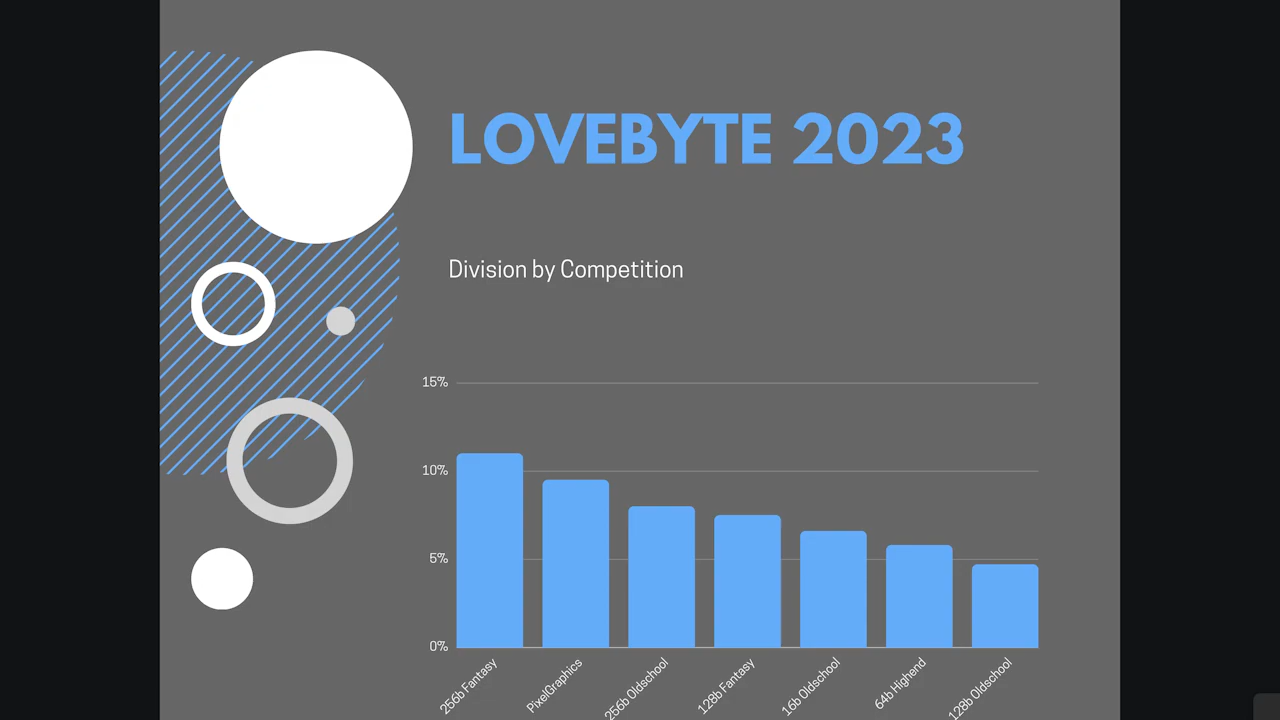 LOVEBYTE 2023
Division by Competition
15%
10%
5%
0%
256b Fantasy
PixelGraphics
256b Oldschool
128b Fantasy
16b Oldschool
64b Highend
128b Oldschool